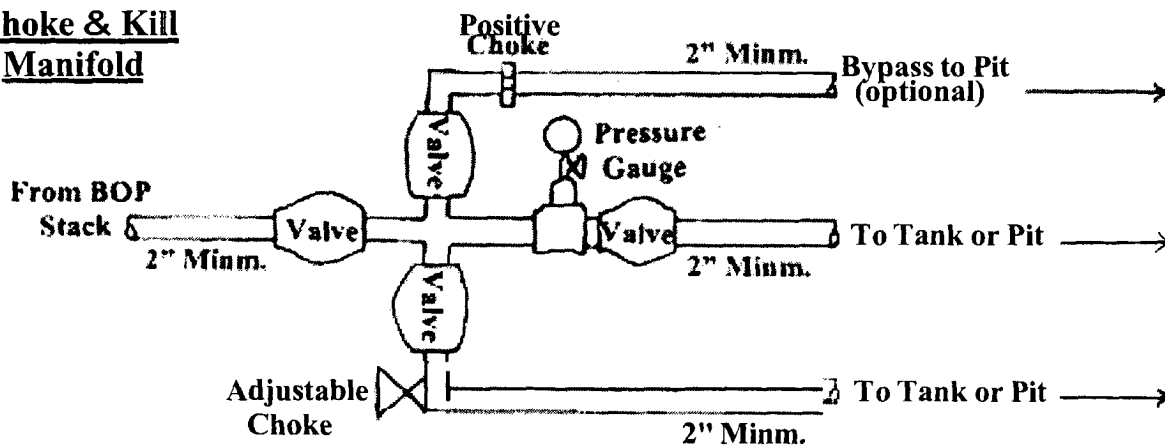 hoke & Kill
Manifold
Positive
Choke
2" Minm.
Bypass to Pit
(optional)
Valve
Pressure
Gauge
From BOP
Stack
Valve
Valve
To Tank or Pit
2" Minm.
2" Minm.
Valve
Adjustable
Choke
To Tank or Pit
2" Minm.